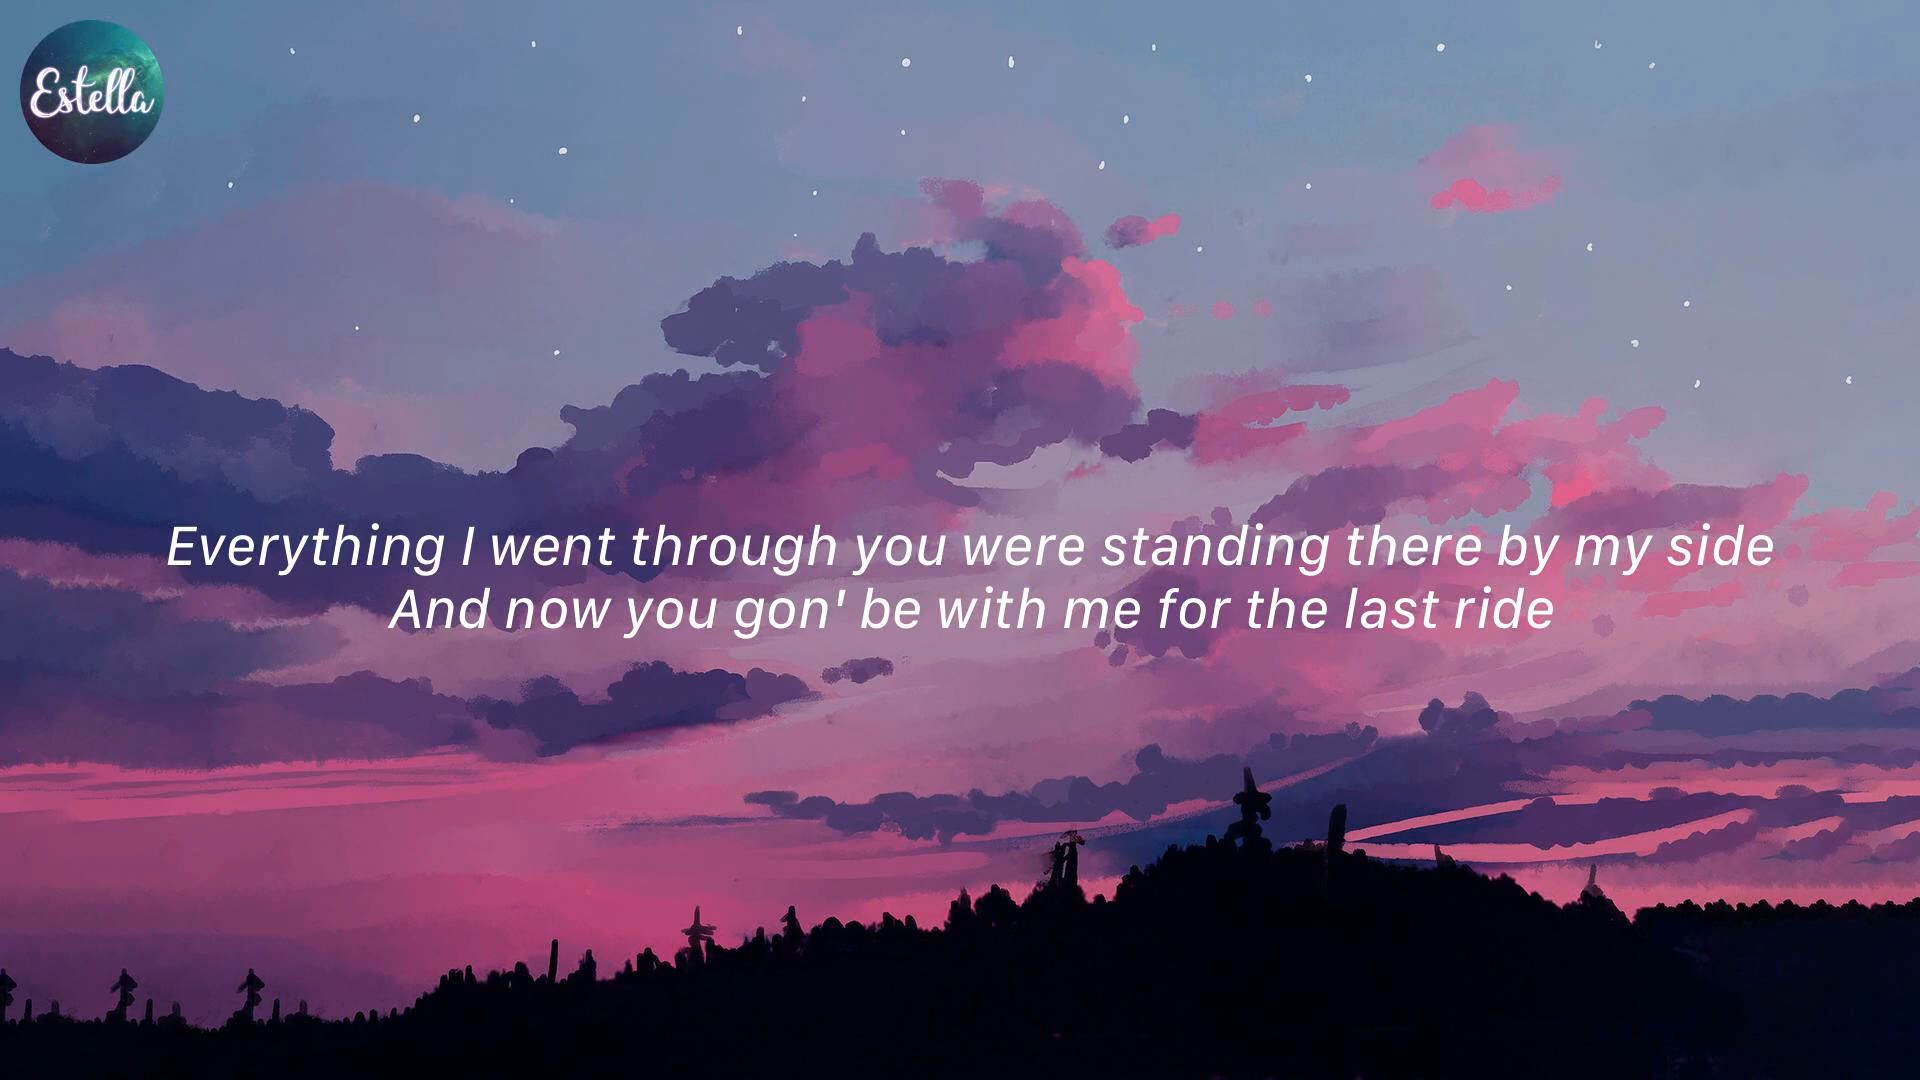 Estella
Everything I went through you were standing there by my side
And now you gon' be with me for the last ride